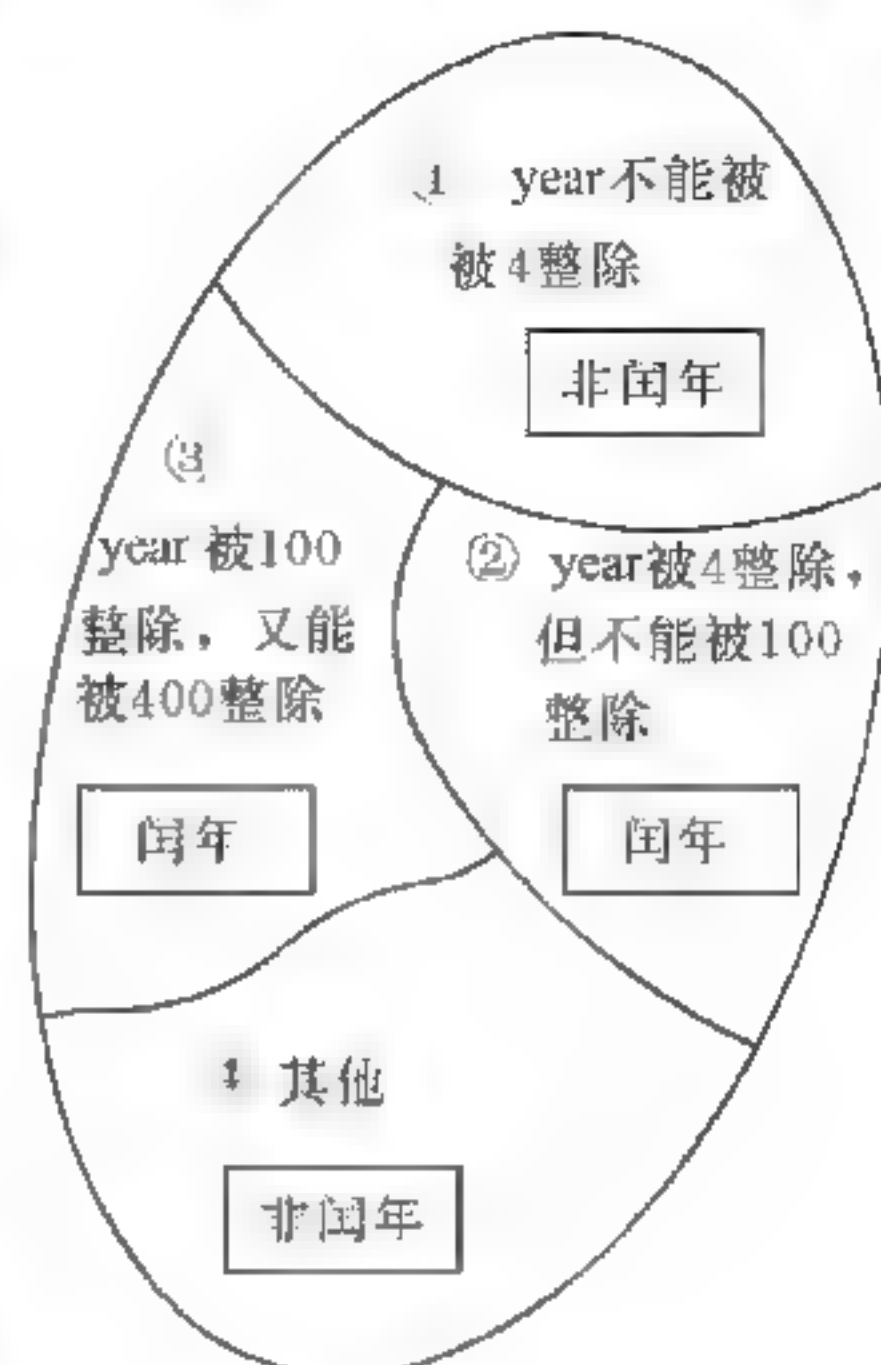 ① year不能被
被4整除
非闰年
③
year 被100
整除，又能
被400整除
闰年
② year被4整除，
但不能被100
整除
闰年
其他
非闰年